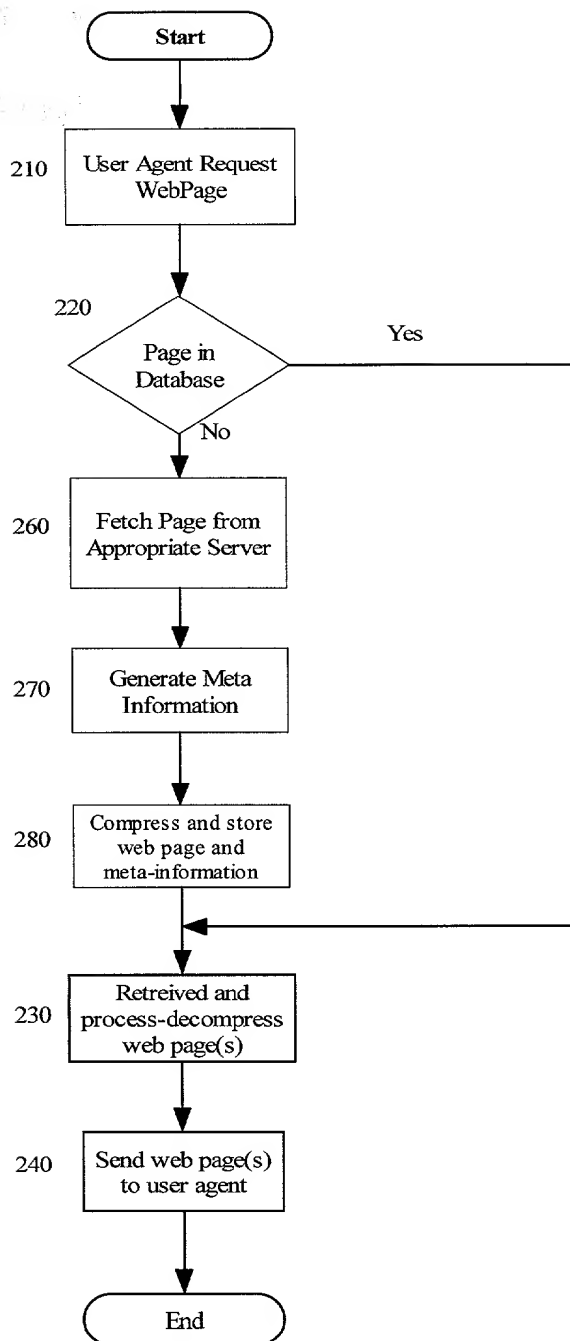 Start
210
User Agent Request
WebPage
220
Page in
Database
Yes
No
260
Fetch Page from
Appropriate Server
270
Generate Meta
Information
280
Compress and store
web page and
meta-information
230
Retreived and
process-decompress
web page(s)
240
Send web page(s)
to user agent
End